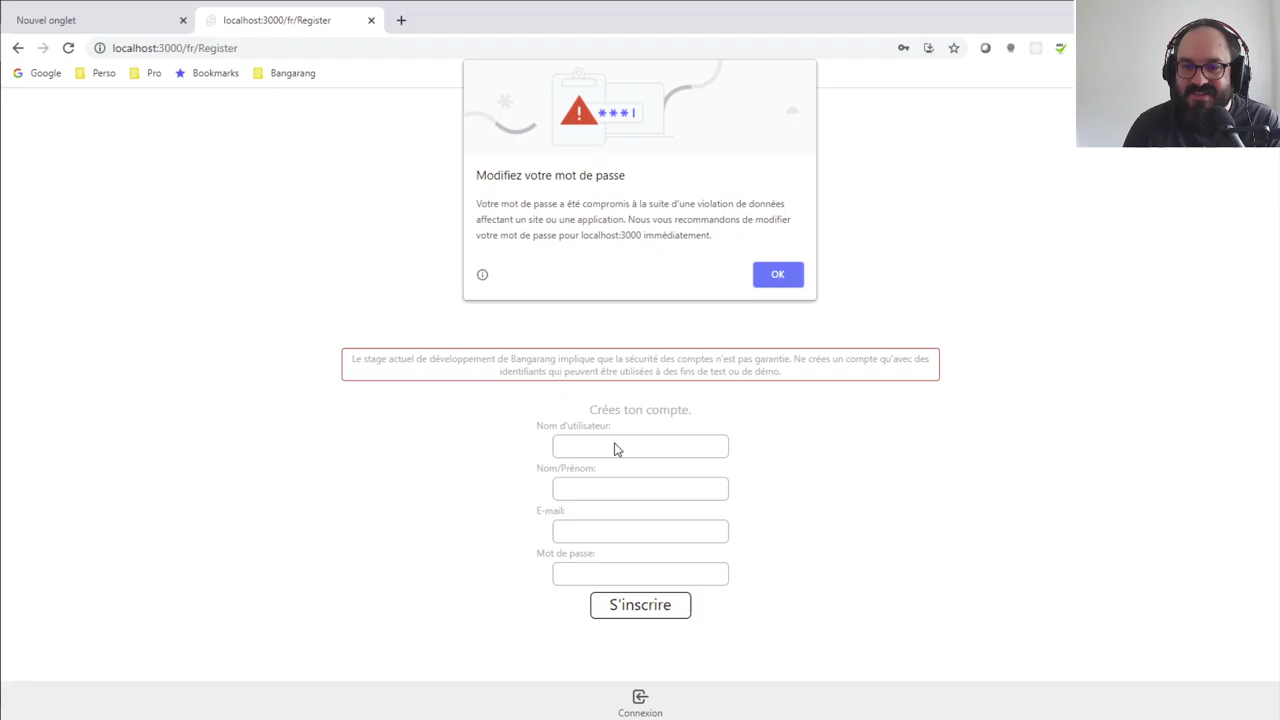 Nouvel onglet
localhost:3000/fr/Register
localhost:3000/fr/Register
Google Perso Pro Bookmarks Bangarang
***
Modifiez votre mot de passe
Votre mot de passe a été compromis à la suite d'une violation de données
affectant un site ou une application. Nous vous recommandons de modifier
votre mot de passe pour localhost:3000 immédiatement.
OK
Le stage actuel de développement de Bangarang implique que la sécurité des comptes n'est pas garantie. Ne crées un compte qu'avec des
identifiants qui peuvent être utilisées à des fins de test ou de démo.
Crées ton compte.
Nom d'utilisateur:
Nom/Prénom:
E-mail:
Mot de passe:
S'inscrire
Connexion